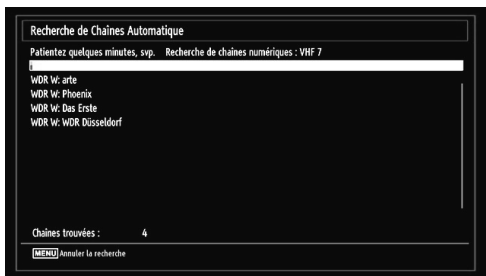 Recherche de Chaînes Automatique
Patientez quelques minutes, svp. Recherche de chaînes numériques : VHF 7
WDR W: arte
WDR W: Phoenix
WDR W: Das Erste
WDR W: WDR Düsseldorf
Chaînes trouvées : 4
MENU Annuler la recherche